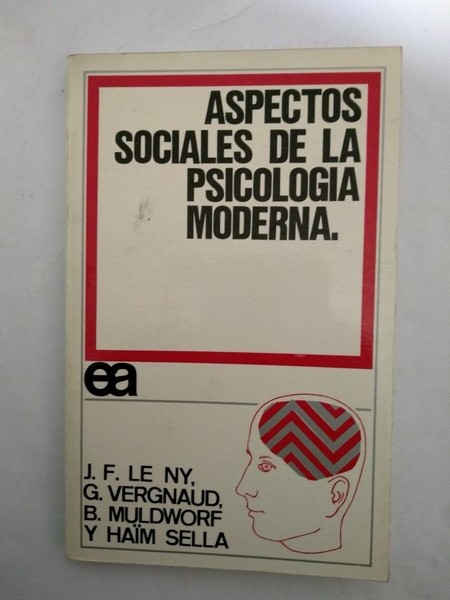 ASPECTOS
SOCIALES DE LA
PSICOLOGIA
MODERNA.
ea
J. F. LE NY,
G. VERGNAUD,
B. MULDWORF
Y HAÏM SELLA